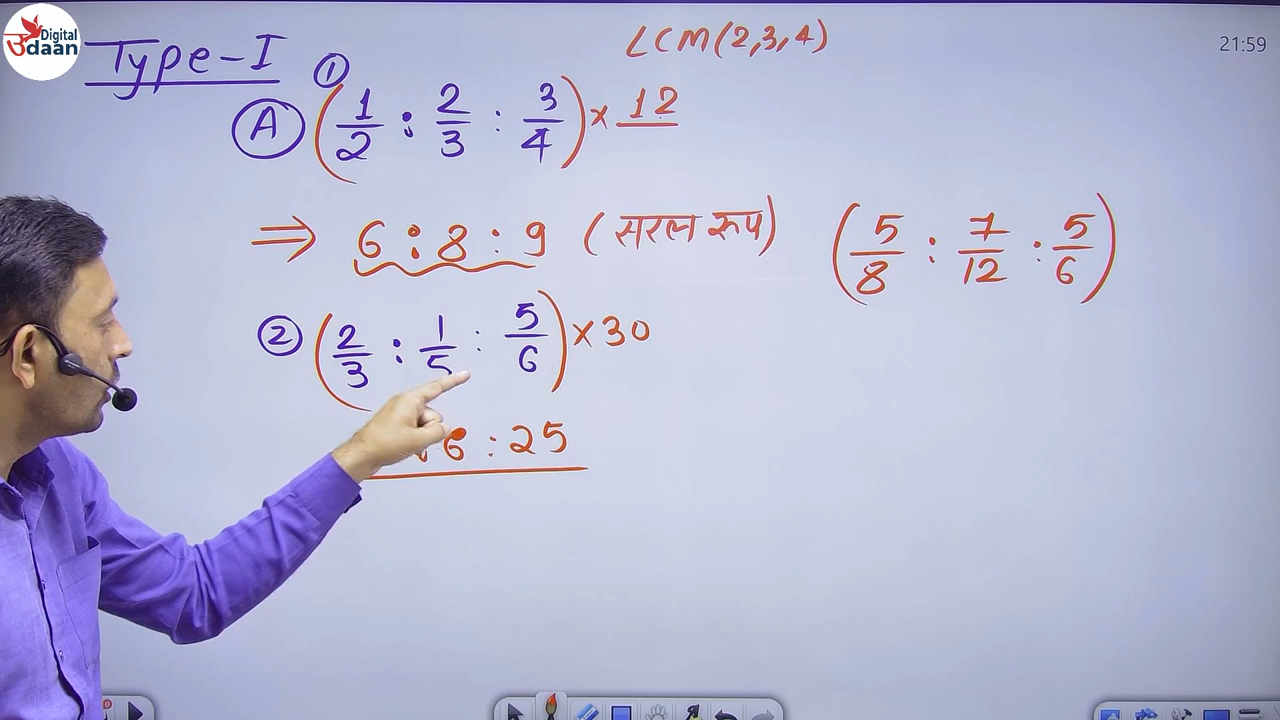 Digital
उdaan
21:59
Type-I
LCM(2,3,4)
① Ⓐ (1/2 : 2/3 : 3/4) × 12
⇒ 6:8:9 (सरल रूप) (5/8 : 7/12 : 5/6)
② (2/3 : 1/5 : 5/6) × 30
6 : 25